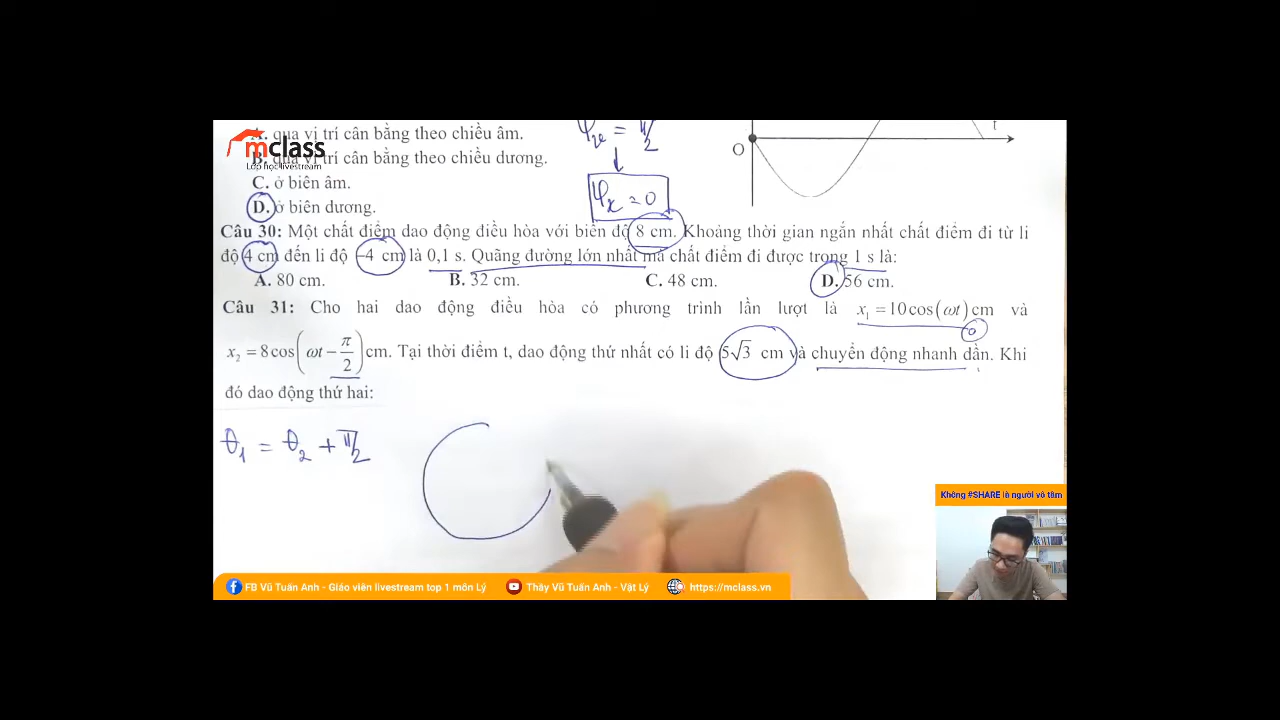 A. qua vị trí cân bằng theo chiều âm.
B. qua vị trí cân bằng theo chiều dương.
C. ở biên âm.
D. ở biên dương.
mclass
Lớp học livestream
φv = π/2
φx = 0
O
t
Câu 30: Một chất điểm dao động điều hòa với biên độ 8 cm. Khoảng thời gian ngắn nhất chất điểm đi từ li
độ 4 cm đến li độ −4 cm là 0,1 s. Quãng đường lớn nhất mà chất điểm đi được trong 1 s là:
A. 80 cm. B. 32 cm. C. 48 cm. D. 56 cm.
Câu 31: Cho hai dao động điều hòa có phương trình lần lượt là x₁ = 10cos(ωt)cm và
x₂ = 8cos(ωt − π/2)cm. Tại thời điểm t, dao động thứ nhất có li độ 5√3 cm và chuyển động nhanh dần. Khi
đó dao động thứ hai:
θ₁ = θ₂ + π/2
Không #SHARE là người vô tâm
FB Vũ Tuấn Anh - Giáo viên livestream top 1 môn Lý
Thầy Vũ Tuấn Anh - Vật Lý
https://mclass.vn